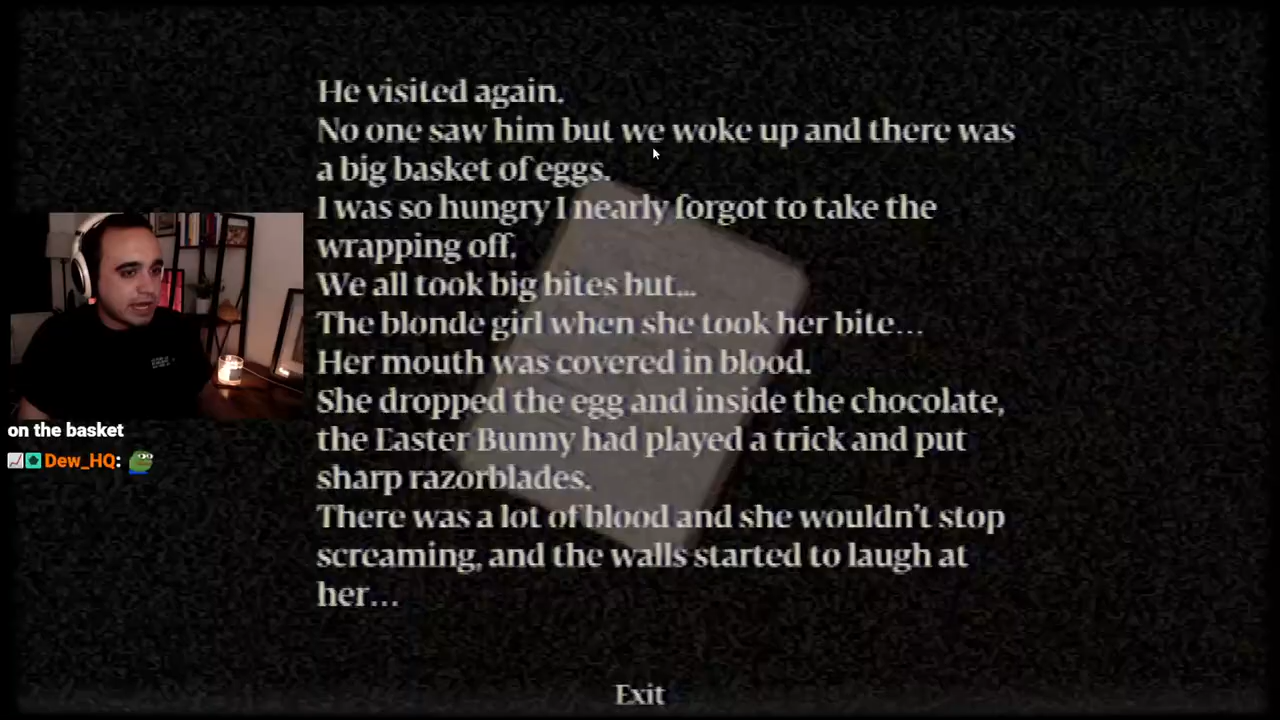 He visited again.
No one saw him but we woke up and there was
a big basket of eggs.
I was so hungry I nearly forgot to take the
wrapping off.
We all took big bites but...
The blonde girl when she took her bite...
Her mouth was covered in blood.
She dropped the egg and inside the chocolate,
the Easter Bunny had played a trick and put
sharp razorblades.
There was a lot of blood and she wouldn't stop
screaming, and the walls started to laugh at
her...
on the basket
Dew_HQ:
Exit